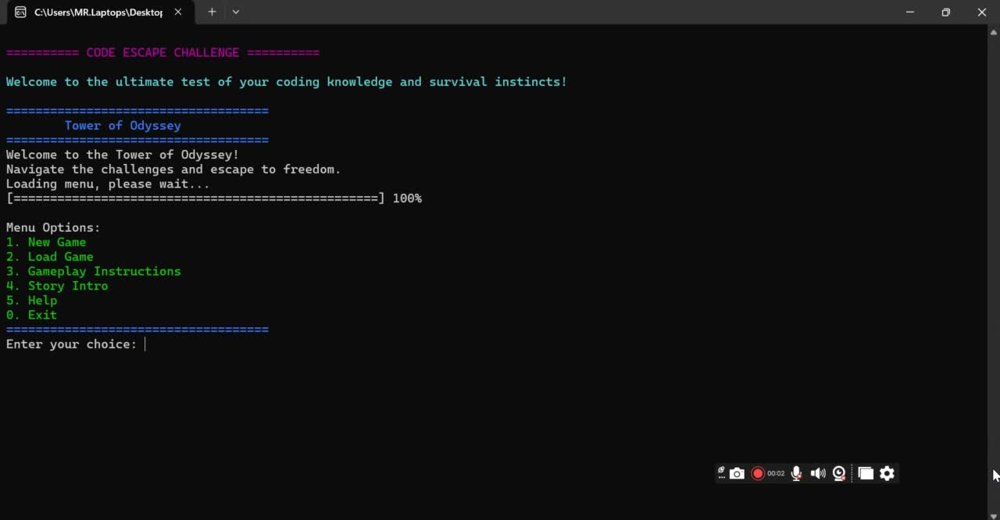 C:\Users\MR.Laptops\Desktop
========== CODE ESCAPE CHALLENGE ==========
Welcome to the ultimate test of your coding knowledge and survival instincts!
====================================
Tower of Odyssey
====================================
Welcome to the Tower of Odyssey!
Navigate the challenges and escape to freedom.
Loading menu, please wait...
[==================================================] 100%
Menu Options:
1. New Game
2. Load Game
3. Gameplay Instructions
4. Story Intro
5. Help
0. Exit
====================================
Enter your choice:
00:02